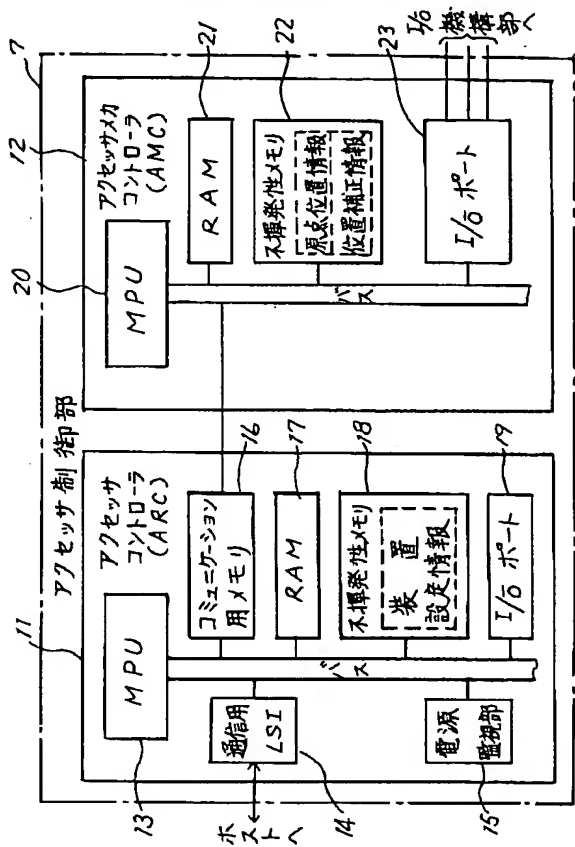 アクセッサ制御部
7
11
アクセッサ
コントローラ
(ARC)
MPU
13
通信用
LSI
14
ホストへ
電源
監視部
15
バス
コミュニケーション
用メモリ
16
RAM
17
不揮発性メモリ
装置
設定情報
18
I/Oポート
19
12
アクセッサメカ
コントローラ
(AMC)
MPU
20
バス
RAM
21
不揮発性メモリ
原点位置情報
位置補正情報
22
I/Oポート
23
I/O
機構
部へ